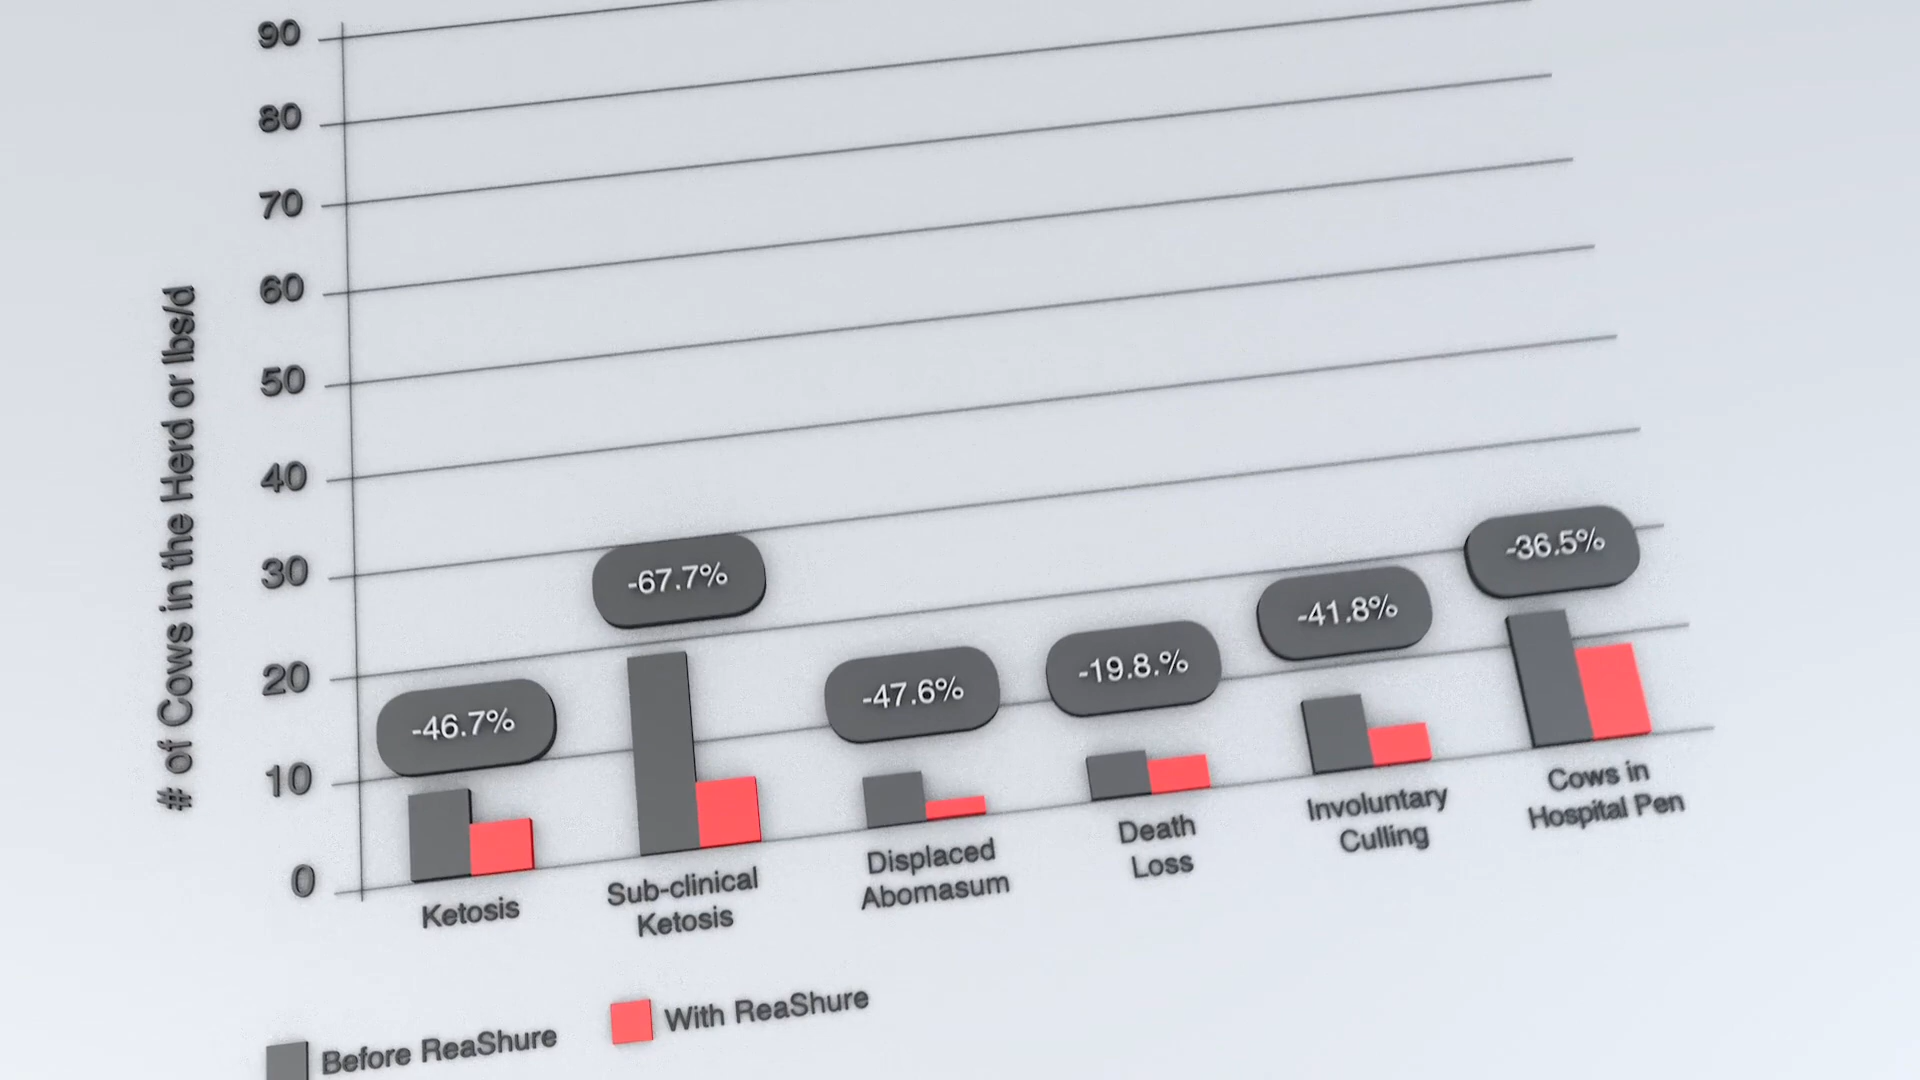 90
80
70
60
50
40
30
20
10
0
# of Cows in the Herd or lbs/d
-46.7%
-67.7%
-47.6%
-19.8.%
-41.8%
-36.5%
Ketosis
Sub-clinical
Ketosis
Displaced
Abomasum
Death
Loss
Involuntary
Culling
Cows in
Hospital Pen
Before ReaShure
With ReaShure